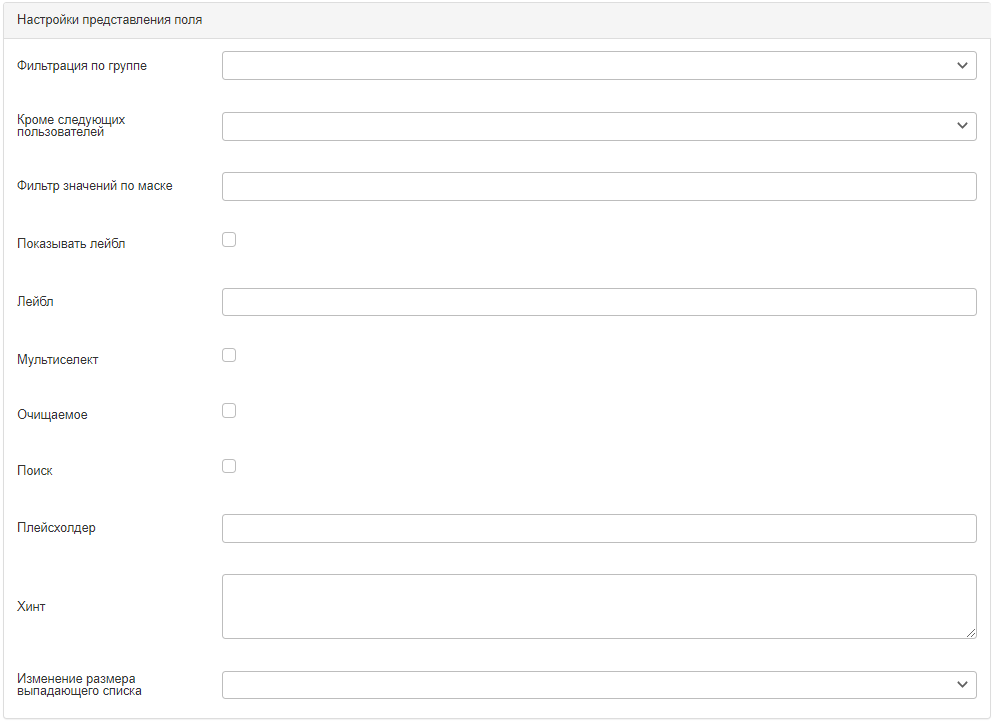 Настройки представления поля
Фильтрация по группе
Кроме следующих
пользователей
Фильтр значений по маске
Показывать лейбл
Лейбл
Мультиселект
Очищаемое
Поиск
Плейсхолдер
Хинт
Изменение размера
выпадающего списка